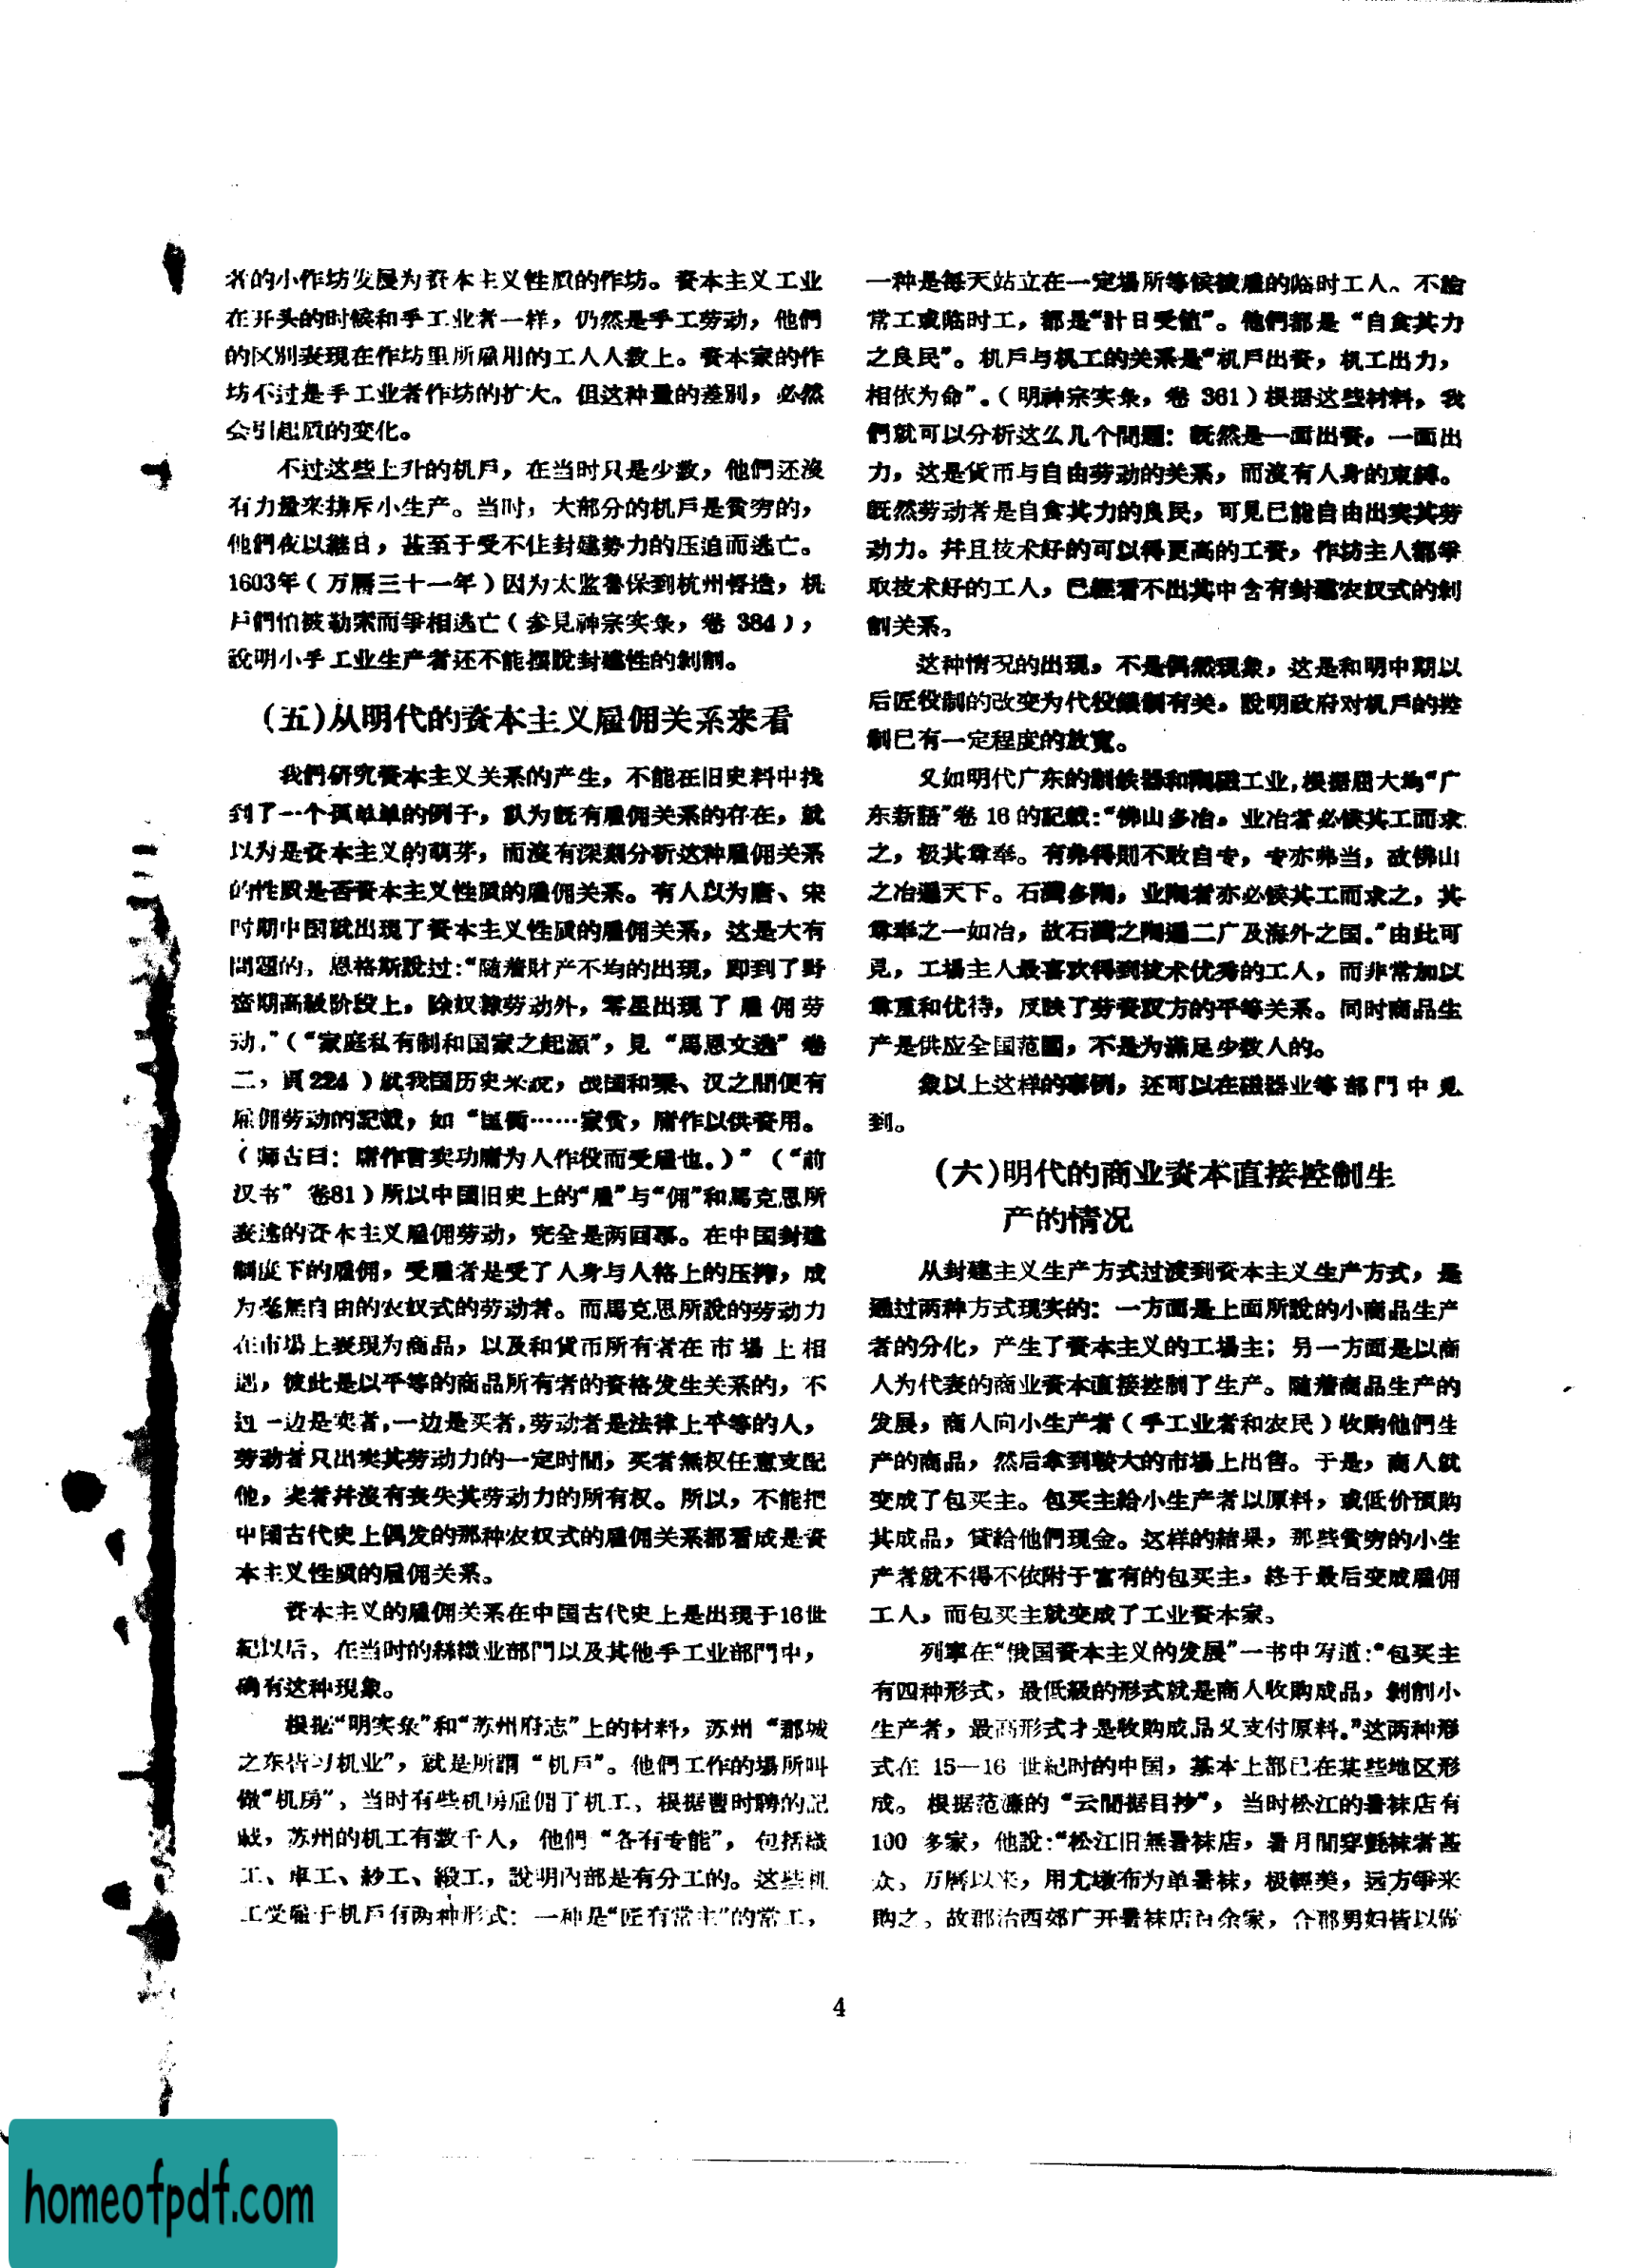 者的小作坊发展为資本主义性质的作坊。資本主义工业
在开头的时候和手工业者一样，仍然是手工劳动，他們
的区別表現在作坊里所雇用的工人人数上。資本家的作
坊不过是手工业者作坊的扩大。但这种量的差別，必然
会引起质的变化。
不过这些上升的机戶，在当时只是少数，他們还沒
有力量来排斥小生产。当时，大部分的机戶是貧穷的，
他們夜以継日，甚至于受不住封建势力的压迫而逃亡。
1603年（万曆三十一年）因为太监魯保到杭州督造，机
戶們怕被勒索而爭相逃亡（参見神宗实录，卷 384），
說明小手工业生产者还不能摆脫封建性的剝削。
（五）从明代的資本主义雇佣关系来看
我們研究資本主义关系的产生，不能在旧史料中找
到了一个孤单单的例子，認为既有雇佣关系的存在，就
以为是資本主义的萌芽，而沒有深刻分析这种雇佣关系
的性质是否資本主义性质的雇佣关系。有人以为唐、宋
时期中国就出現了資本主义性质的雇佣关系，这是大有
問題的，恩格斯說过：“随着財产不均的出現，即到了野
蛮期高級阶段上，除奴隸劳动外，零星出現了雇佣劳
动，”（“家庭私有制和国家之起源”，見“馬恩文选”卷
二，頁224）就我国历史来說，战国和秦、汉之間便有
雇佣劳动的記載，如“匡衡……家貧，庸作以供資用。
（师古曰：庸作言卖功庸为人作役而受雇也。）”（“前
汉书”卷81）所以中国旧史上的“雇”与“佣”和馬克思所
表达的資本主义雇佣劳动，完全是两回事。在中国封建
制度下的雇佣，受雇者是受了人身与人格上的压搾，成
为毫無自由的农奴式的劳动者。而馬克思所說的劳动力
在市場上表現为商品，以及和貨币所有者在市場上相
遇，彼此是以平等的商品所有者的資格发生关系的，不
过一边是卖者，一边是买者，劳动者是法律上平等的人，
劳动者只出卖其劳动力的一定时間，买者無权任意支配
他，卖者并沒有丧失其劳动力的所有权。所以，不能把
中国古代史上偶发的那种农奴式的雇佣关系都看成是資
本主义性质的雇佣关系。
資本主义的雇佣关系在中国古代史上是出現于16世
紀以后，在当时的絲織业部門以及其他手工业部門中，
确有这种現象。
根据“明实录”和“苏州府志”上的材料，苏州“郡城
之东皆习机业”，就是所謂“机戶”。他們工作的場所叫
做“机房”，当时有些机房雇佣了机工、根据曹时聘的記
載，苏州的机工有数千人，他們“各有专能”，包括織
工、車工、紗工、緞工，說明內部是有分工的。这些机
工受雇于机戶有两种形式：一种是“匠有常主”的常工，
一种是每天站立在一定場所等候被雇的临时工人。不論
常工或临时工，都是“計日受值”。他們都是“自食其力
之良民”。机戶与机工的关系是“机戶出資，机工出力，
相依为命”。（明神宗实录，卷 361）根据这些材料，我
們就可以分析这么几个問題：既然是一面出資，一面出
力，这是貨币与自由劳动的关系，而沒有人身的束縛。
既然劳动者是自食其力的良民，可見已能自由出卖其劳
动力。并且技术好的可以得更高的工資，作坊主人都爭
取技术好的工人，已經看不出其中含有封建农奴式的剝
削关系。
这种情况的出現，不是偶然現象，这是和明中期以
后匠役制的改变为代役銀制有关，說明政府对机戶的控
制已有一定程度的放寬。
又如明代广东的制鉄器和陶磁工业，根据屈大均“广
东新語”卷 16 的記載：“佛山多冶，业冶者必候其工而求
之，极其尊奉。有弗得則不敢自专，专亦弗当，故佛山
之冶遍天下。石灣多陶，业陶者亦必候其工而求之，其
尊奉之一如冶，故石灣之陶遍二广及海外之国。”由此可
見，工場主人最喜欢得到技术优秀的工人，而非常加以
尊重和优待，反映了劳資双方的平等关系。同时商品生
产是供应全国范圍，不是为滿足少数人的。
象以上这样的事例，还可以在磁器业等部門中見
到。
（六）明代的商业資本直接控制生
产的情况
从封建主义生产方式过渡到資本主义生产方式，是
通过两种方式现实的：一方面是上面所說的小商品生产
者的分化，产生了資本主义的工場主；另一方面是以商
人为代表的商业資本直接控制了生产。随着商品生产的
发展，商人向小生产者（手工业者和农民）收购他們生
产的商品，然后拿到較大的市場上出售。于是，商人就
变成了包买主。包买主給小生产者以原料，或低价預购
其成品，貸給他們現金。这样的結果，那些貧穷的小生
产者就不得不依附于富有的包买主，終于最后变成雇佣
工人，而包买主就变成了工业資本家。
列寧在“俄国資本主义的发展”一书中写道：“包买主
有四种形式，最低級的形式就是商人收购成品，剝削小
生产者，最高形式才是收购成品又支付原料。”这两种形
式在 15—16 世紀时的中国，基本上都已在某些地区形
成。根据范濂的“云間据目抄”，当时松江的暑袜店有
100 多家，他說：“松江旧無暑袜店，暑月間穿毡袜者甚
众，万曆以来，用尤墩布为单暑袜，极輕美，远方爭来
购之，故郡治西郊广开暑袜店百余家，合郡男妇皆以做
4
homeofpdf.com